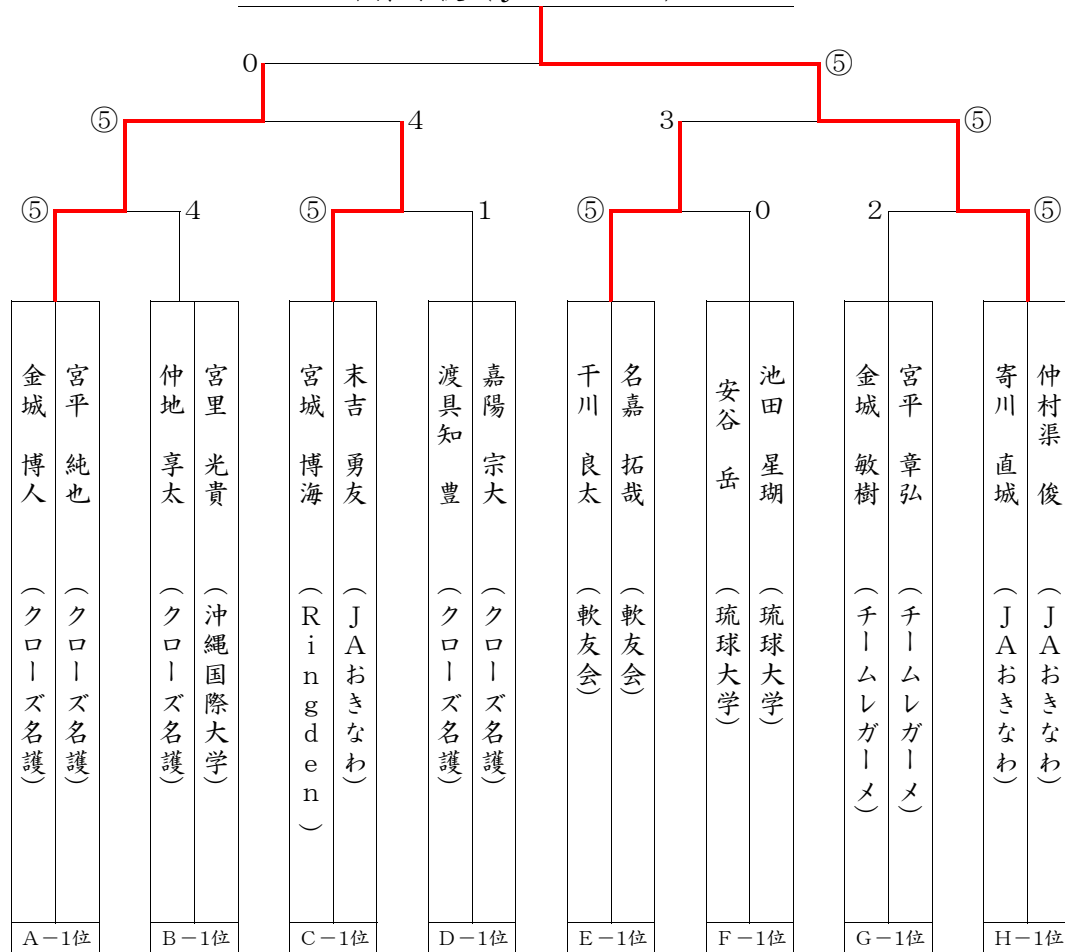 0 ⑤
⑤ 4 3 ⑤
⑤ 4 ⑤ 1 ⑤ 0 2 ⑤
金城 博人 (クローズ名護)
宮平 純也 (クローズ名護)
仲地 享太 (クローズ名護)
宮里 光貴 (沖縄国際大学)
宮城 博海 (Ringden)
末吉 勇友 (JAおきなわ)
渡具知 豊 (クローズ名護)
嘉陽 宗大 (クローズ名護)
干川 良太 (軟友会)
名嘉 拓哉 (軟友会)
安谷 岳 (琉球大学)
池田 星瑚 (琉球大学)
金城 敏樹 (チームレガーメ)
宮平 章弘 (チームレガーメ)
寄川 直城 (JAおきなわ)
仲村渠 俊 (JAおきなわ)
A-1位 B-1位 C-1位 D-1位 E-1位 F-1位 G-1位 H-1位